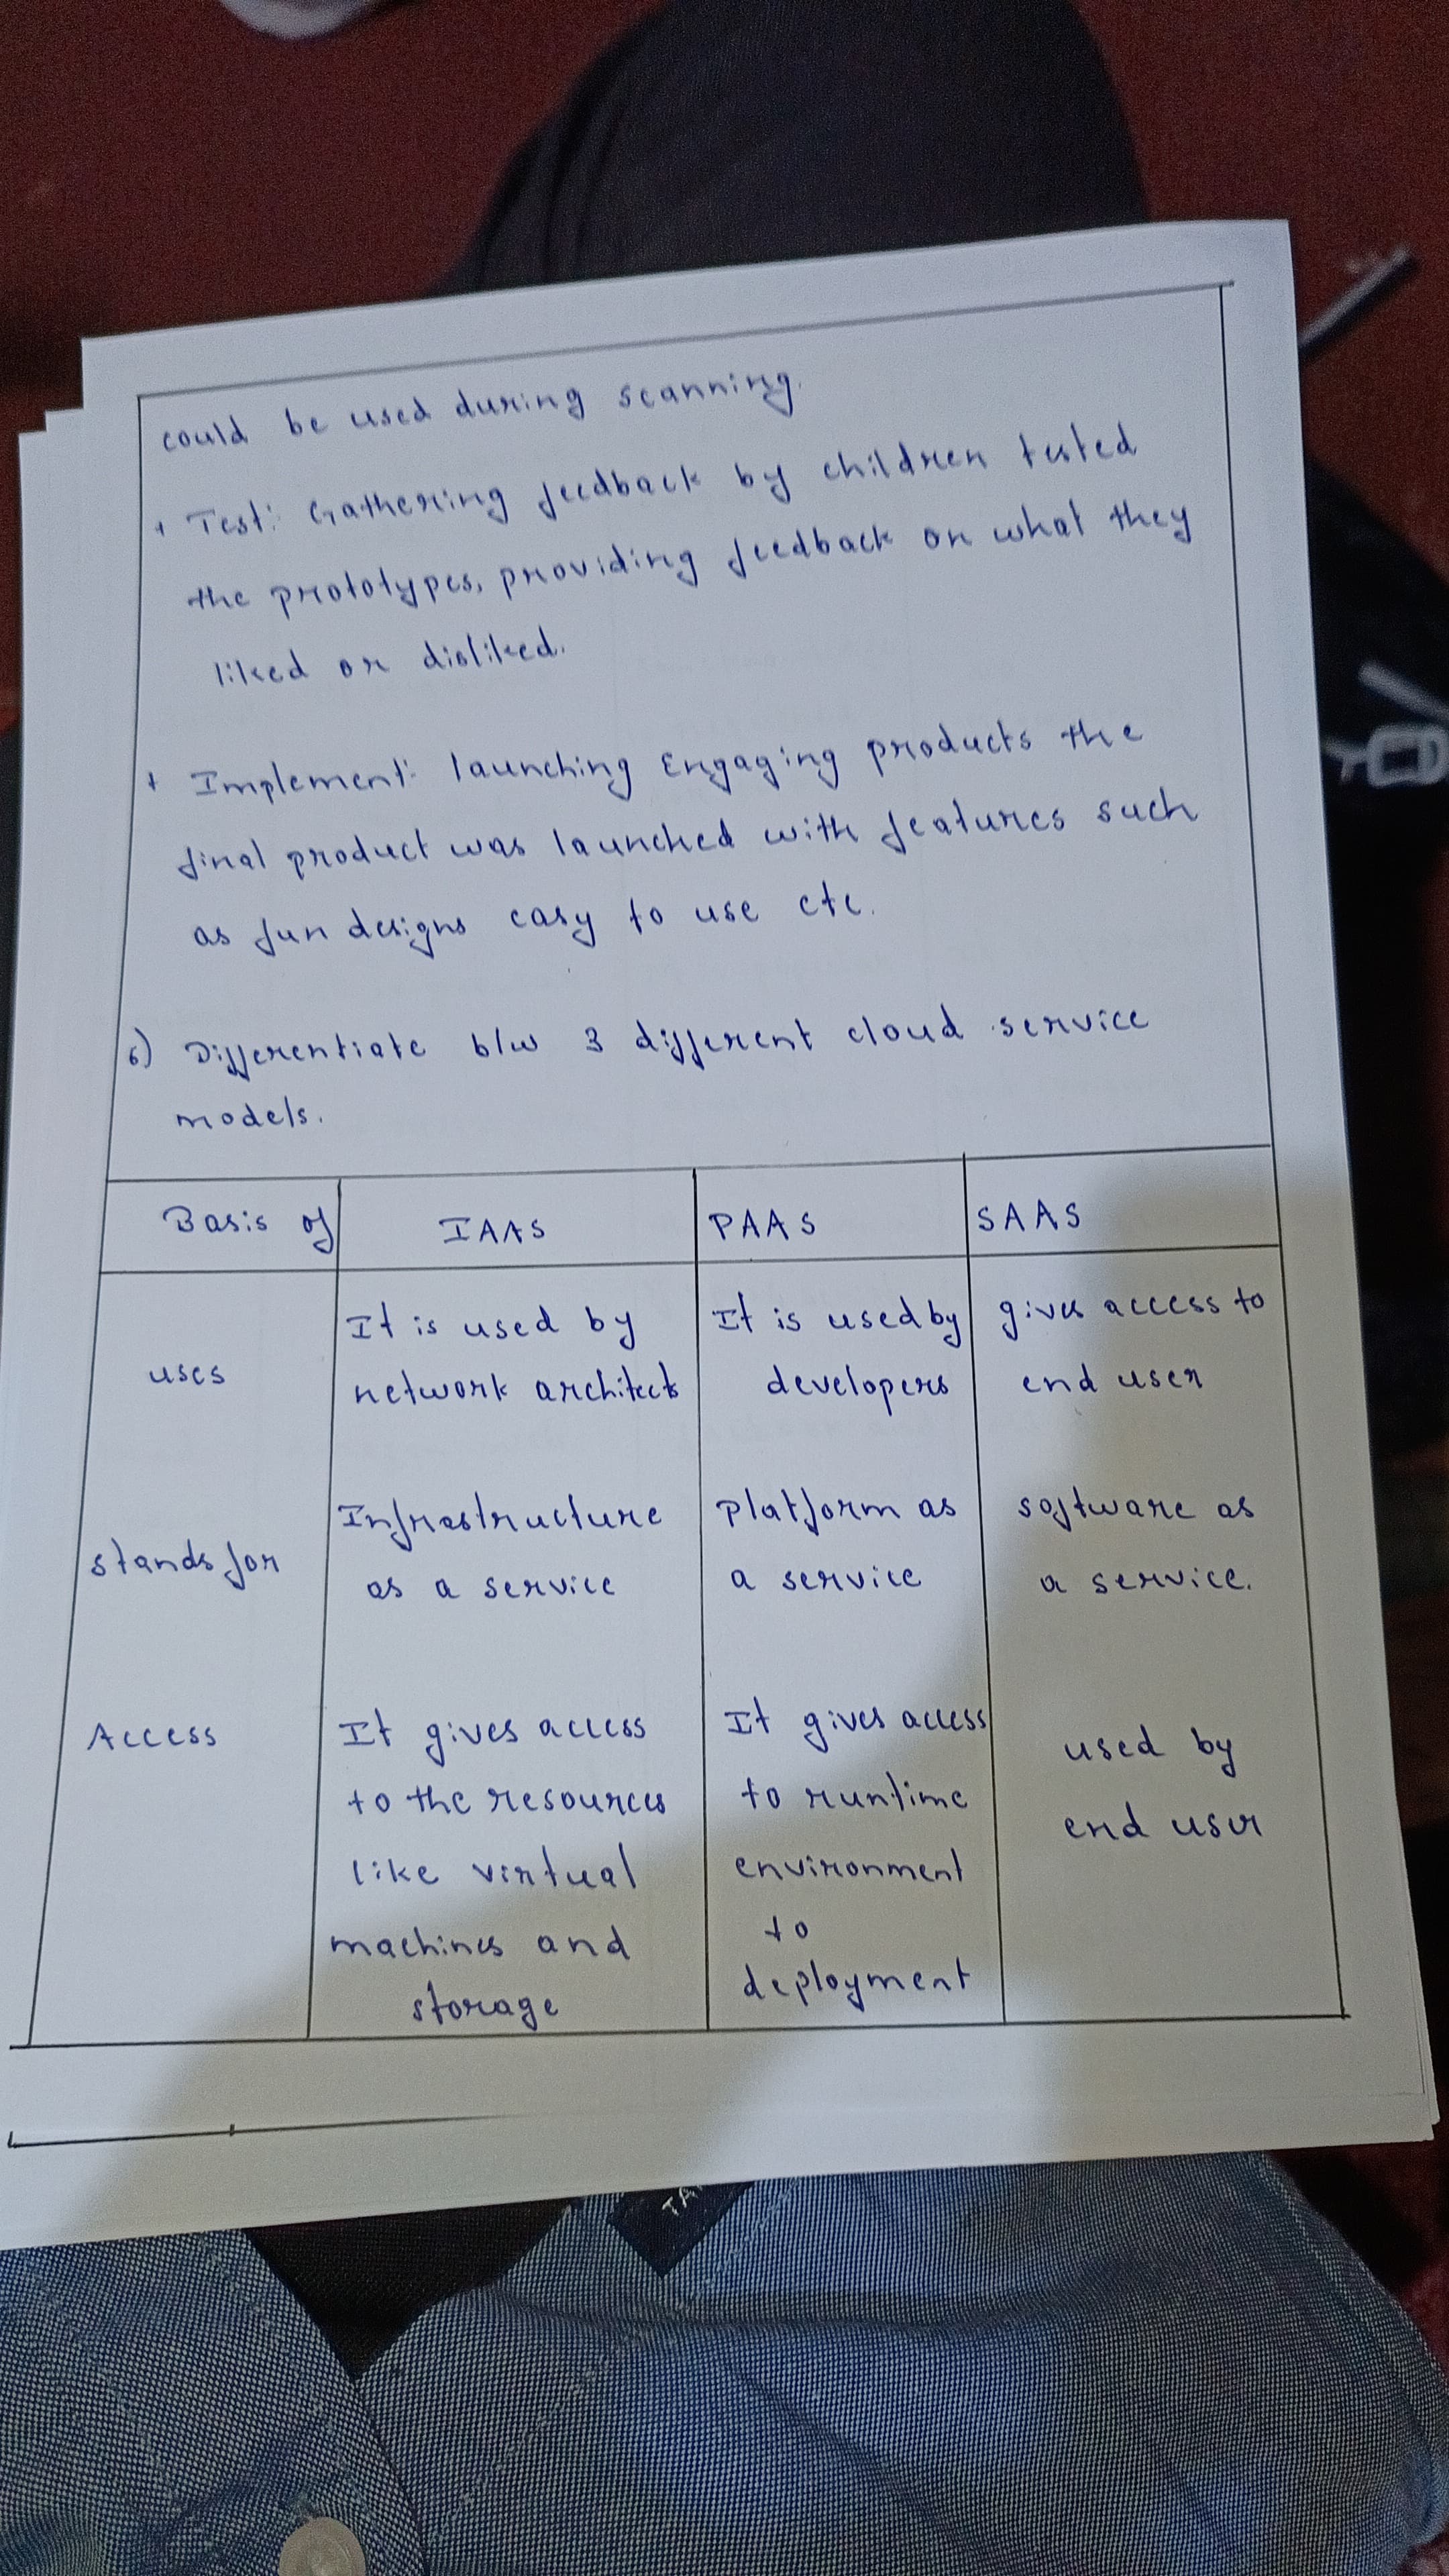 could be used during scanning.
+ Test: Gathering feedback by children tested
the prototypes, providing feedback on what they
liked or disliked.
+ Implement: launching Engaging products the
final product was launched with features such
as fun designs easy to use etc.
6) Differentiate b/w 3 different cloud service
models.
Basis of IAAS PAAS SAAS
uses
It is used by
network architects
It is used by
developers
gives access to
end user
stands for
Infrastructure
as a service
Platform as
a service
software as
a service.
Access
It gives access
to the resources
like virtual
machines and
storage
It gives access
to runtime
environment
to
deployment
used by
end user